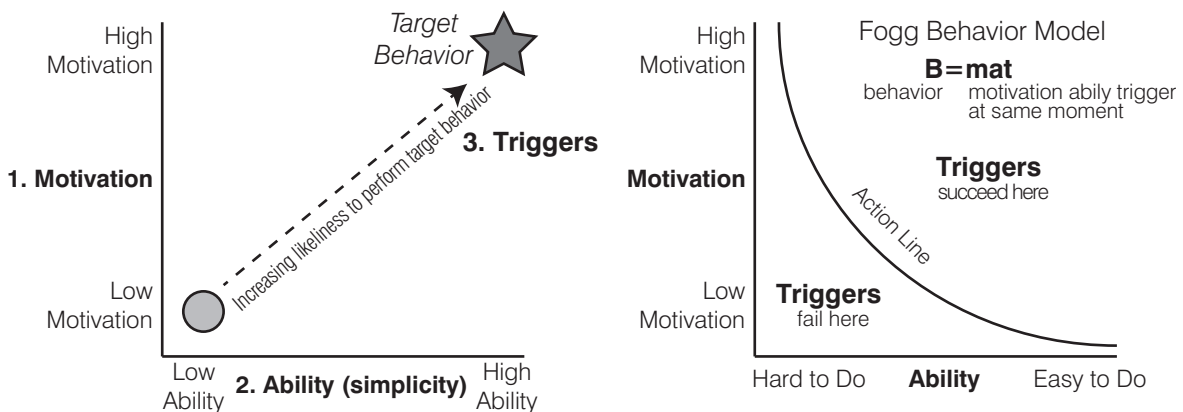 High
Motivation
Target
Behavior
Increasing likeliness to perform target behavior
3. Triggers
1. Motivation
Low
Motivation
Low
Ability
2. Ability (simplicity)
High
Ability
Fogg Behavior Model
High
Motivation
B=mat
behavior motivation abily trigger
at same moment
Motivation
Triggers
succeed here
Action Line
Low
Motivation
Triggers
fail here
Hard to Do
Ability
Easy to Do